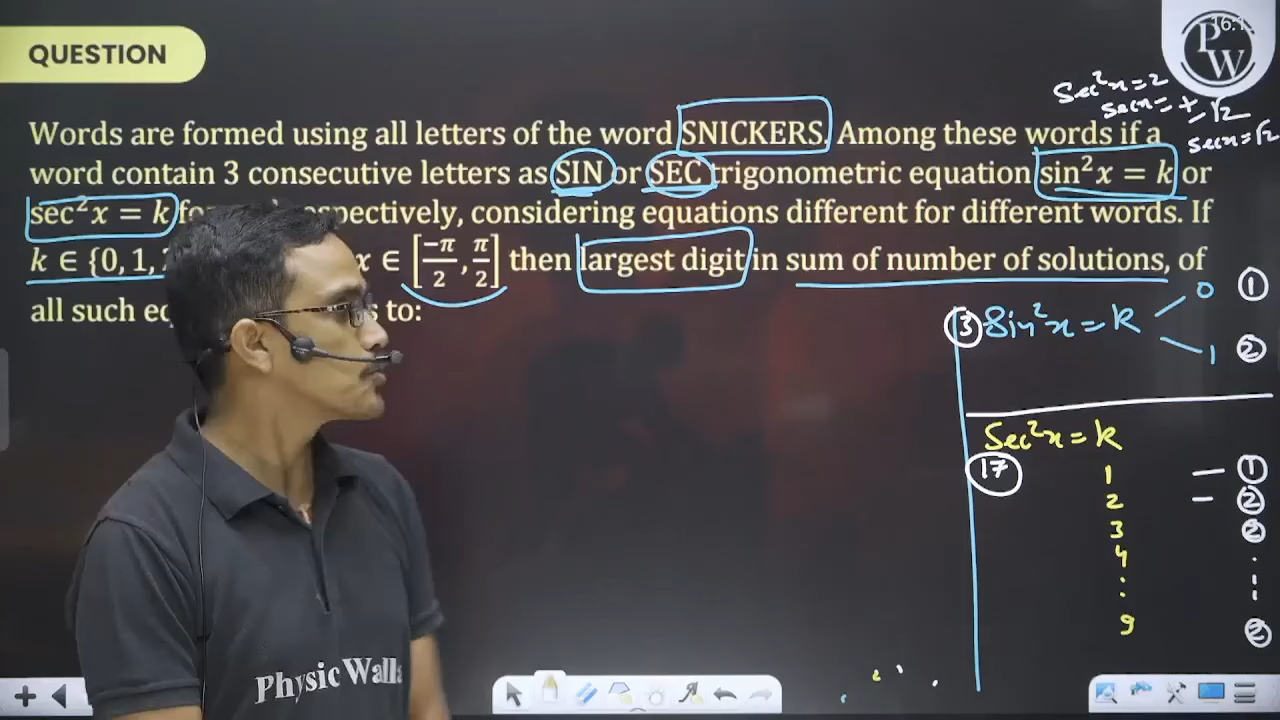 QUESTION
16:1
PW
Sec²x=2
secx=±√2
secx=√2
Words are formed using all letters of the word SNICKERS. Among these words if a
word contain 3 consecutive letters as SIN or SEC trigonometric equation sin²x = k or
sec²x = k respectively, considering equations different for different words. If
k ∈ {0, 1, x ∈ [−π/2, π/2] then largest digit in sum of number of solutions, of
all such to:
③ Sin²x = k
0 ①
1 ②
Sec²x = k
⑰
1 — ①
2 — ②
3 ②
4
9 ②
Physic Walla